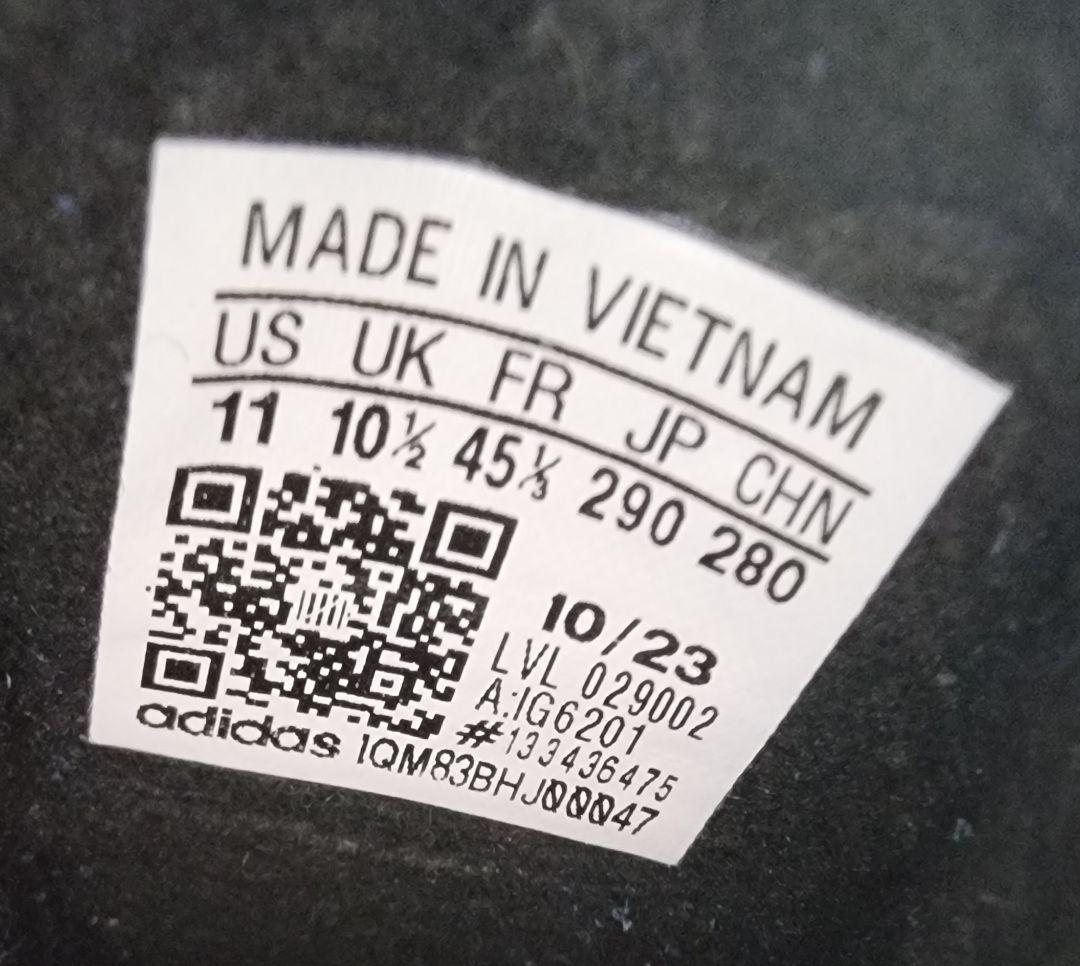 MADE IN VIETNAM
US UK FR JP CHN
11 10½ 45⅓ 290 280
10/23
LVL 029002
A:IG6201
#133436475
adidas 1QM83BHJ00047